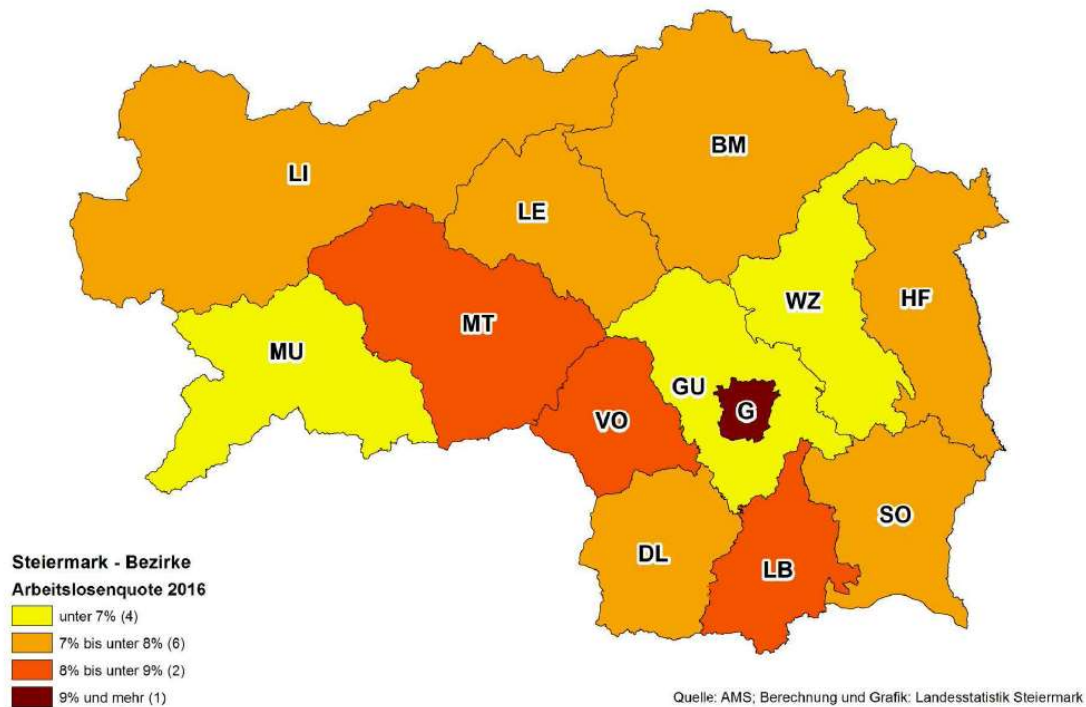 BM
LI
LE
WZ
HF
MT
MU
GU
G
VO
SO
DL
LB
Steiermark - Bezirke
Arbeitslosenquote 2016
unter 7% (4)
7% bis unter 8% (6)
8% bis unter 9% (2)
9% und mehr (1)
Quelle: AMS; Berechnung und Grafik: Landesstatistik Steiermark